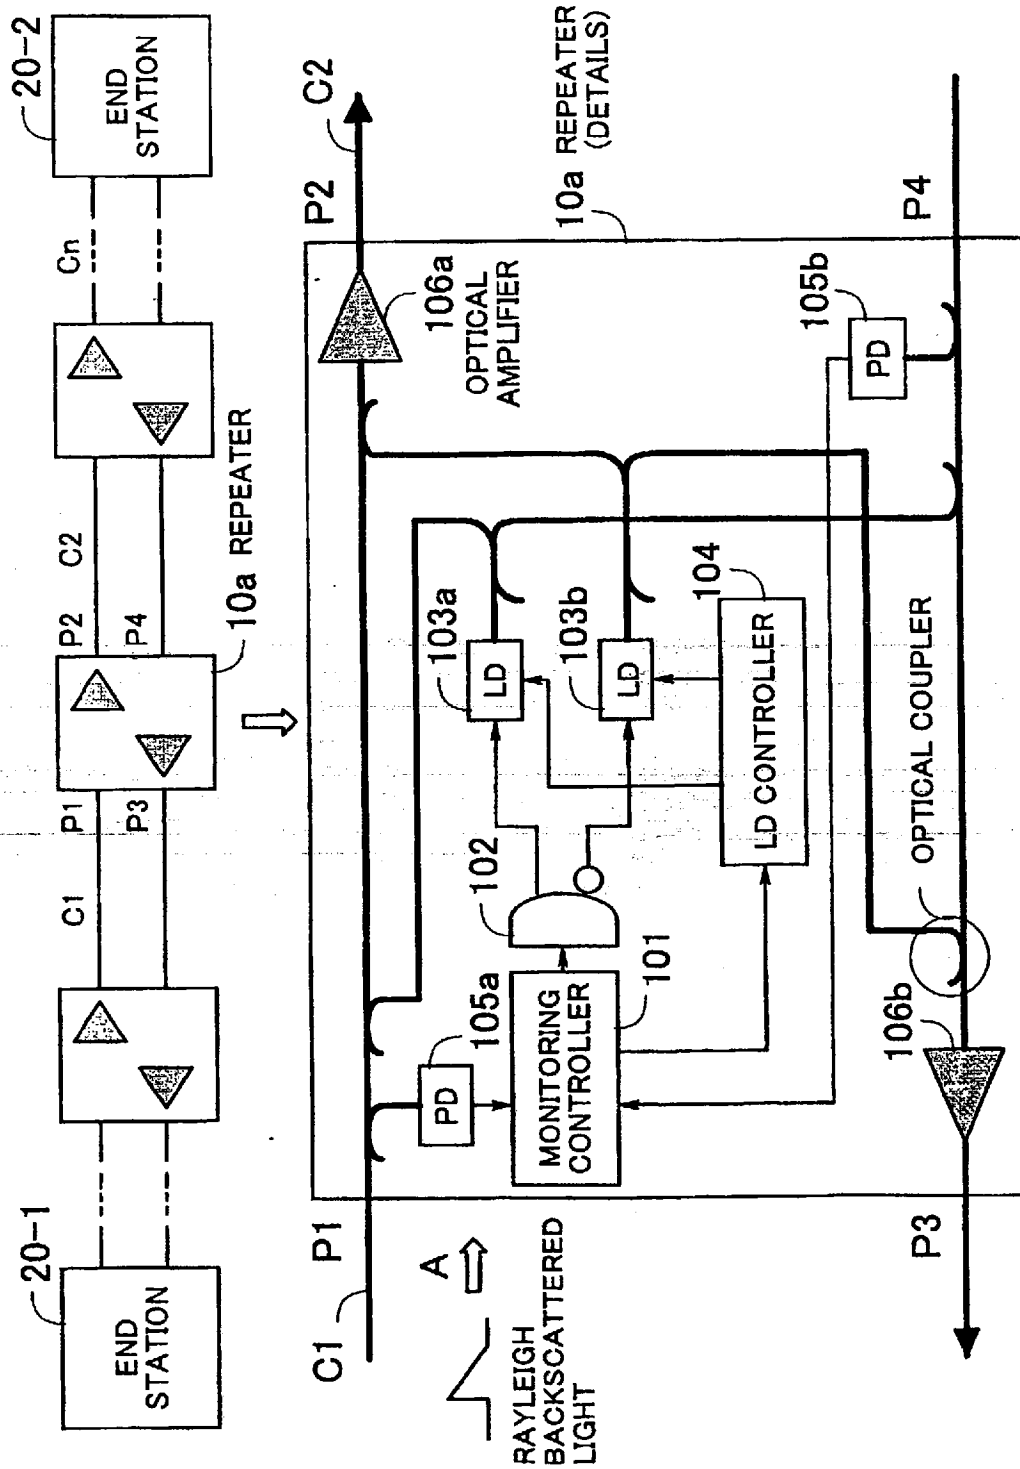 20-1
END
STATION
C1
P1
P3
P2
P4
10a REPEATER
C2
Cn
20-2
END
STATION
C1
P1
A
RAYLEIGH
BACKSCATTERED
LIGHT
PD
105a
MONITORING
CONTROLLER
101
102
103a
LD
103b
LD
104
LD CONTROLLER
OPTICAL COUPLER
106b
P3
106a
OPTICAL
AMPLIFIER
P2
C2
105b
PD
10a REPEATER
(DETAILS)
P4